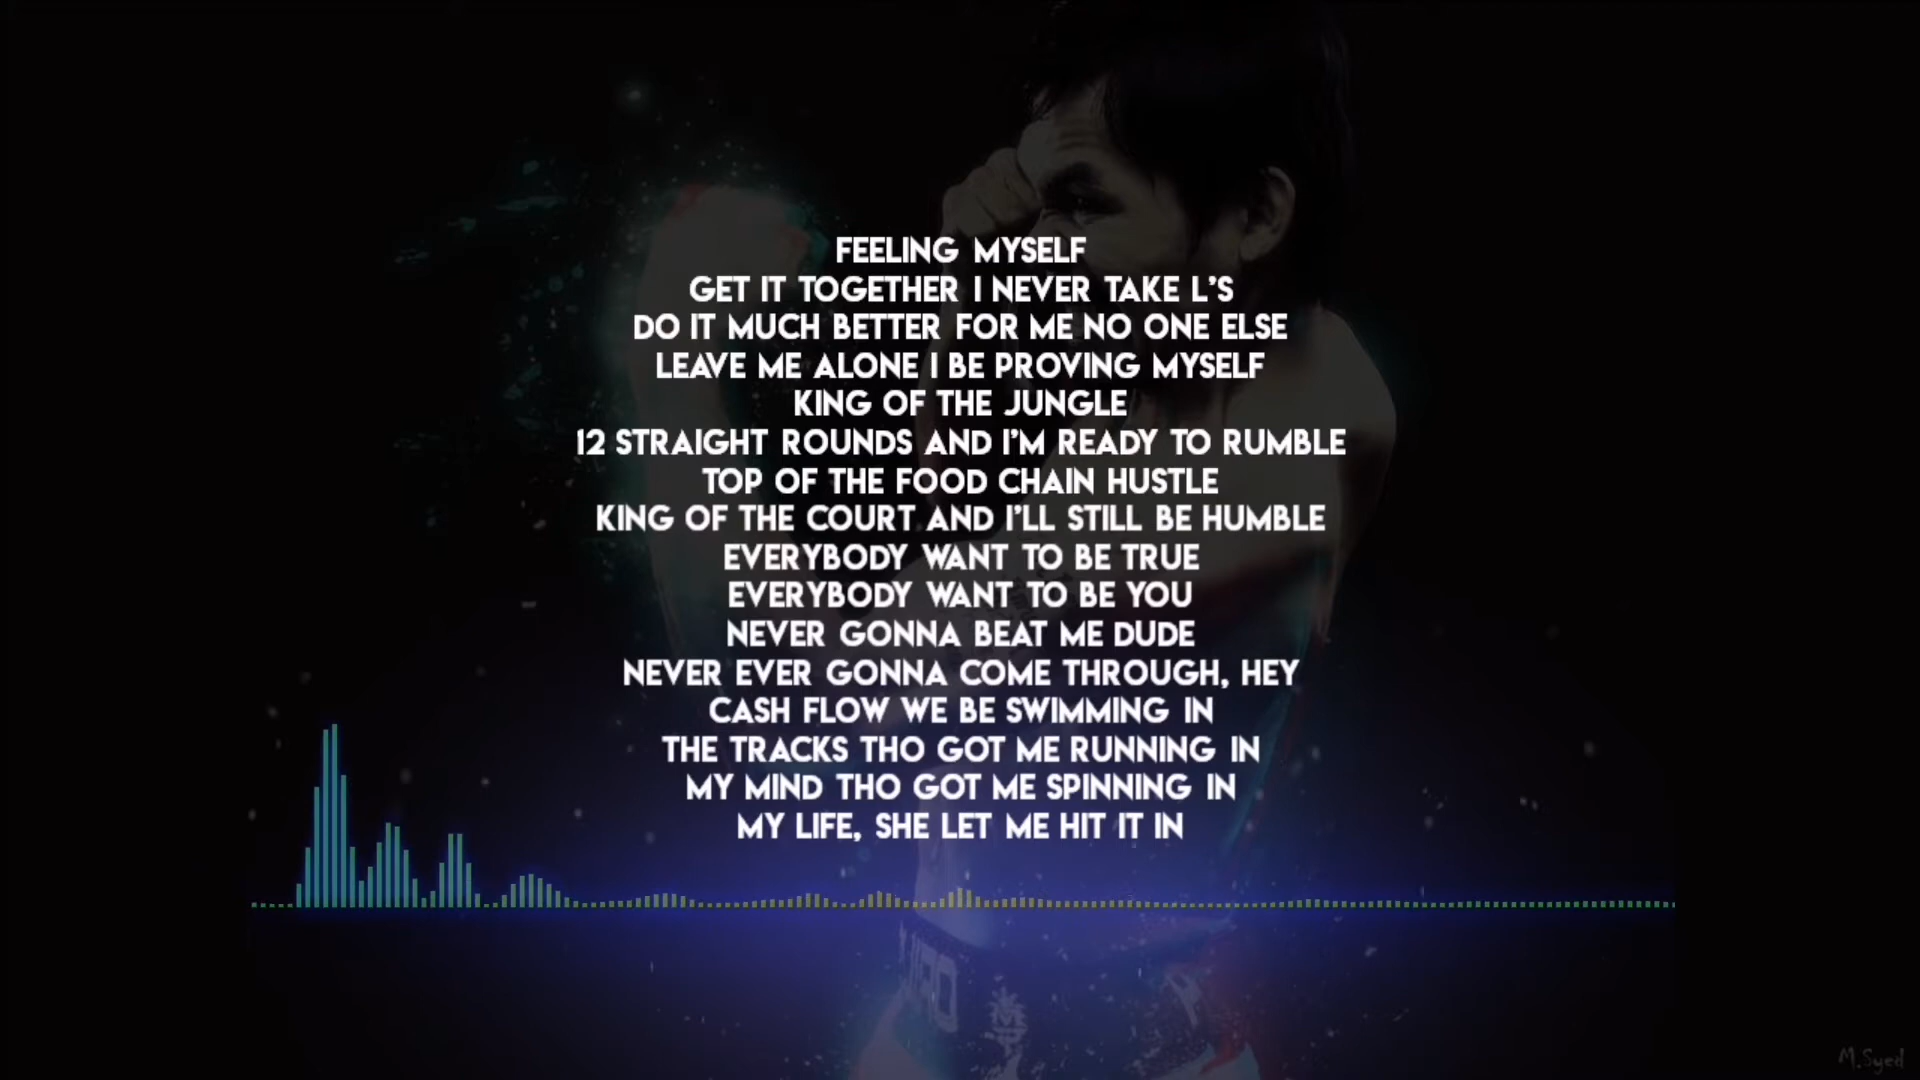 FEELING MYSELF
GET IT TOGETHER I NEVER TAKE L'S
DO IT MUCH BETTER FOR ME NO ONE ELSE
LEAVE ME ALONE I BE PROVING MYSELF
KING OF THE JUNGLE
12 STRAIGHT ROUNDS AND I'M READY TO RUMBLE
TOP OF THE FOOD CHAIN HUSTLE
KING OF THE COURT AND I'LL STILL BE HUMBLE
EVERYBODY WANT TO BE TRUE
EVERYBODY WANT TO BE YOU
NEVER GONNA BEAT ME DUDE
NEVER EVER GONNA COME THROUGH, HEY
CASH FLOW WE BE SWIMMING IN
THE TRACKS THO GOT ME RUNNING IN
MY MIND THO GOT ME SPINNING IN
MY LIFE, SHE LET ME HIT IT IN
M.Syed